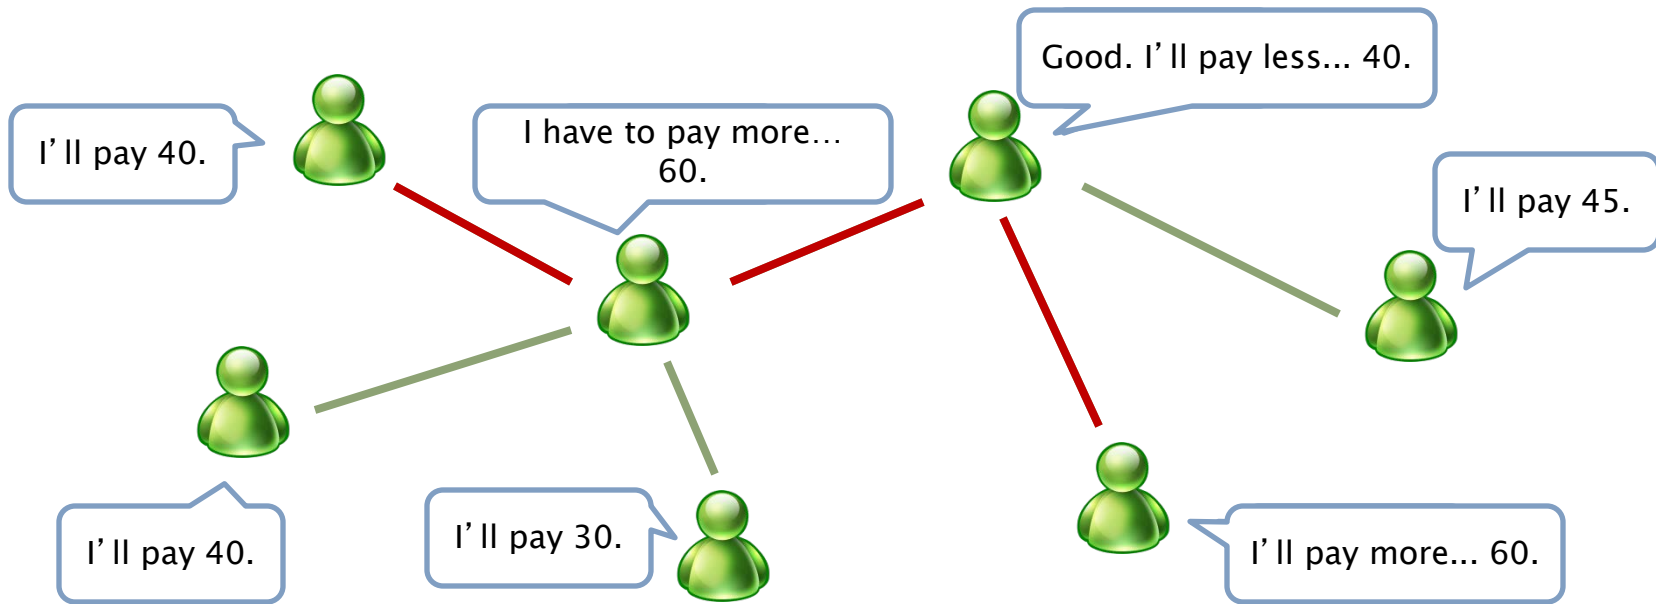 Good. I’ll pay less... 40.
I’ll pay 40.
I have to pay more...
60.
I’ll pay 45.
I’ll pay 40.
I’ll pay 30.
I’ll pay more... 60.